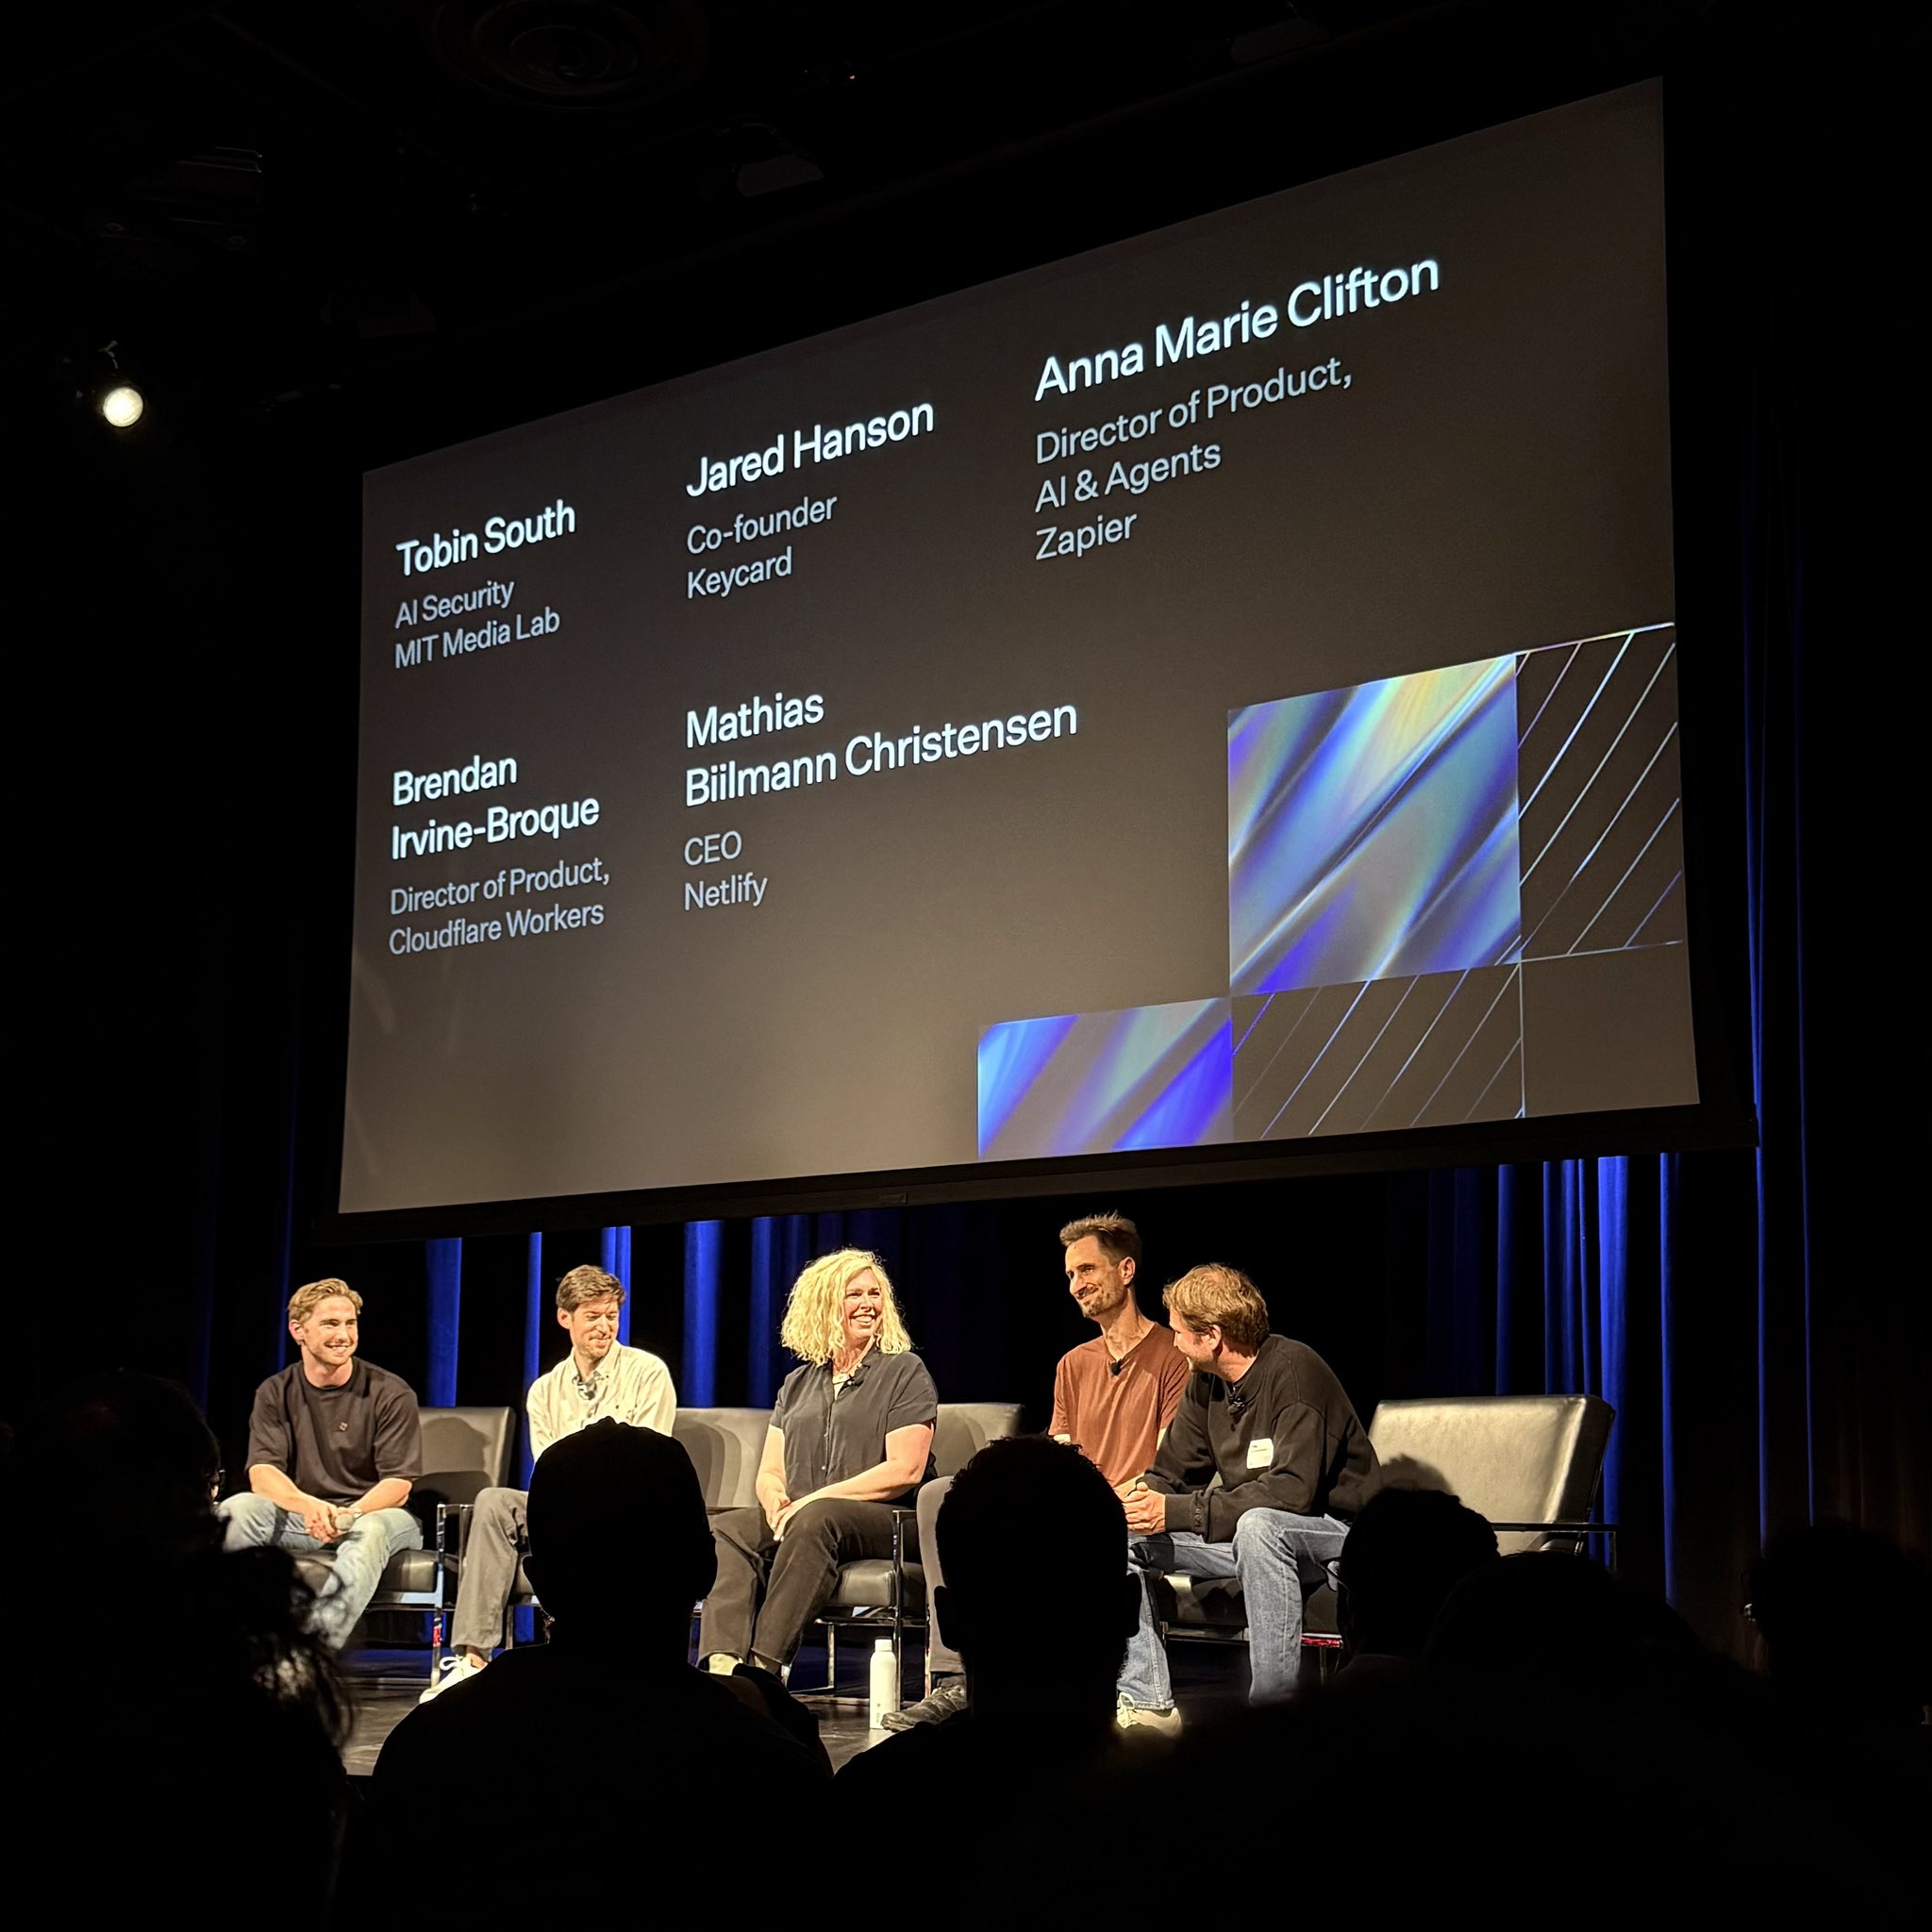 Tobin South
AI Security
MIT Media Lab
Jared Hanson
Co-founder
Keycard
Anna Marie Clifton
Director of Product,
AI & Agents
Zapier
Brendan
Irvine-Broque
Director of Product,
Cloudflare Workers
Mathias
Biilmann Christensen
CEO
Netlify